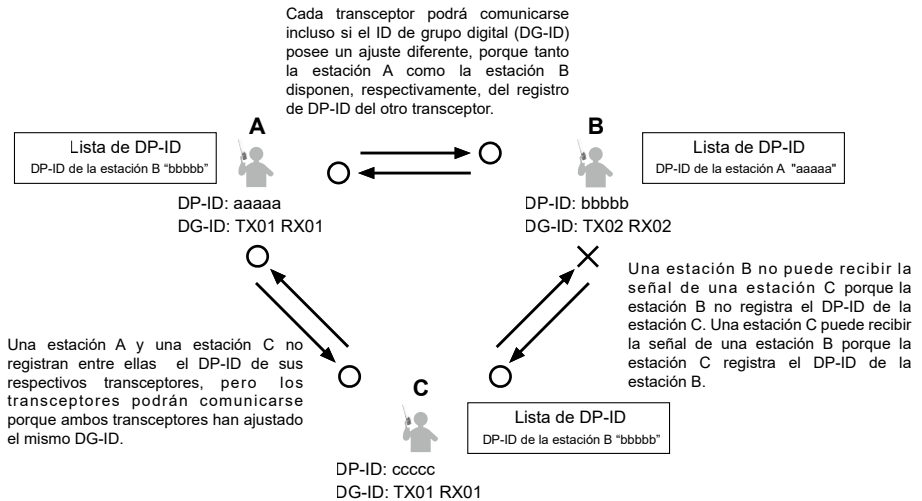 Cada transceptor podrá comunicarse
incluso si el ID de grupo digital (DG-ID)
posee un ajuste diferente, porque tanto
la estación A como la estación B
disponen, respectivamente, del registro
de DP-ID del otro transceptor.
A
B
Lista de DP-ID
DP-ID de la estación B “bbbbb”
Lista de DP-ID
DP-ID de la estación A "aaaaa"
DP-ID: aaaaa
DG-ID: TX01 RX01
DP-ID: bbbbb
DG-ID: TX02 RX02
Una estación B no puede recibir la
señal de una estación C porque la
estación B no registra el DP-ID de la
estación C. Una estación C puede recibir
la señal de una estación B porque la
estación C registra el DP-ID de la
estación B.
Una estación A y una estación C no
registran entre ellas el DP-ID de sus
respectivos transceptores, pero los
transceptores podrán comunicarse
porque ambos transceptores han ajustado
el mismo DG-ID.
C
Lista de DP-ID
DP-ID de la estación B “bbbbb”
DP-ID: ccccc
DG-ID: TX01 RX01